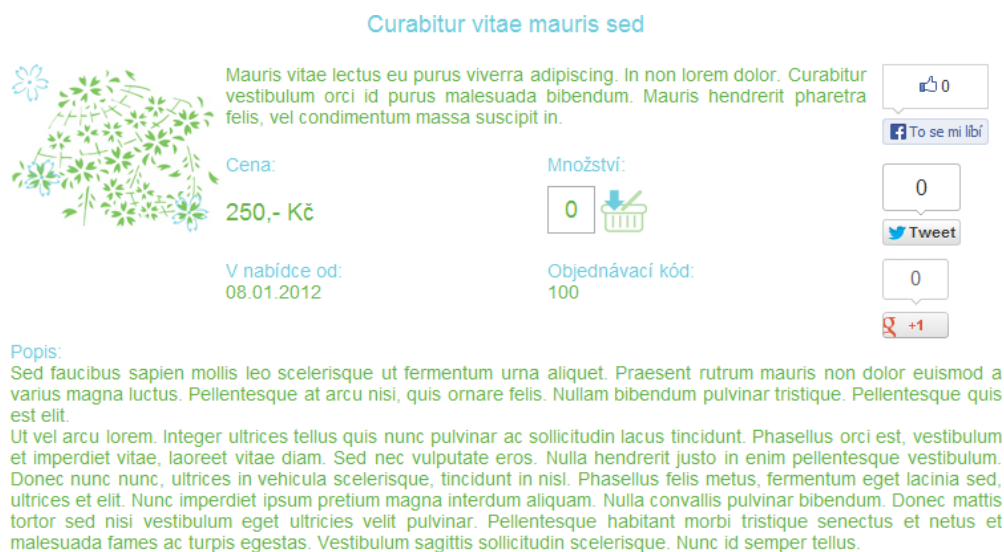 Curabitur vitae mauris sed
Mauris vitae lectus eu purus viverra adipiscing. In non lorem dolor. Curabitur
vestibulum orci id purus malesuada bibendum. Mauris hendrerit pharetra
felis, vel condimentum massa suscipit in.
Cena:
250,- Kč
Množství:
0
V nabídce od:
08.01.2012
Objednávací kód:
100
0
To se mi líbí
0
Tweet
0
g +1
Popis:
Sed faucibus sapien mollis leo scelerisque ut fermentum urna aliquet. Praesent rutrum mauris non dolor euismod a
varius magna luctus. Pellentesque at arcu nisi, quis ornare felis. Nullam bibendum pulvinar tristique. Pellentesque quis
est elit.
Ut vel arcu lorem. Integer ultrices tellus quis nunc pulvinar ac sollicitudin lacus tincidunt. Phasellus orci est, vestibulum
et imperdiet vitae, laoreet vitae diam. Sed nec vulputate eros. Nulla hendrerit justo in enim pellentesque vestibulum.
Donec nunc nunc, ultrices in vehicula scelerisque, tincidunt in nisl. Phasellus felis metus, fermentum eget lacinia sed,
ultrices et elit. Nunc imperdiet ipsum pretium magna interdum aliquam. Nulla convallis pulvinar bibendum. Donec mattis
tortor sed nisi vestibulum eget ultricies velit pulvinar. Pellentesque habitant morbi tristique senectus et netus et
malesuada fames ac turpis egestas. Vestibulum sagittis sollicitudin scelerisque. Nunc id semper tellus.